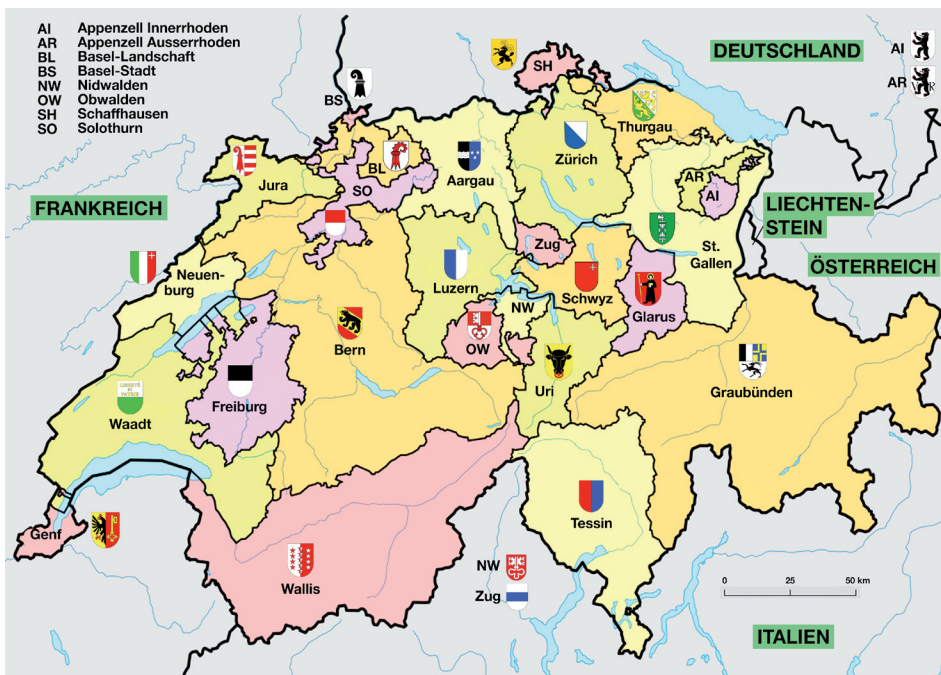 AI Appenzell Innerrhoden
AR Appenzell Ausserrhoden
BL Basel-Landschaft
BS Basel-Stadt
NW Nidwalden
OW Obwalden
SH Schaffhausen
SO Solothurn
DEUTSCHLAND
AI
AR
VR
SH
BS
Thurgau
Zürich
BL
Aargau
AR
AI
Jura
SO
FRANKREICH
LIECHTEN-
STEIN
Zug
St.
Gallen
ÖSTERREICH
Neuen-
burg
Luzern
Schwyz
NW
Glarus
OW
Bern
Uri
Graubünden
LIBERTÉ
ET
PATRIE
Freiburg
Waadt
Tessin
Genf
Wallis
NW
Zug
0 25 50 km
ITALIEN